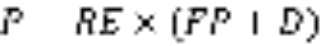 P RE × (FP + D)